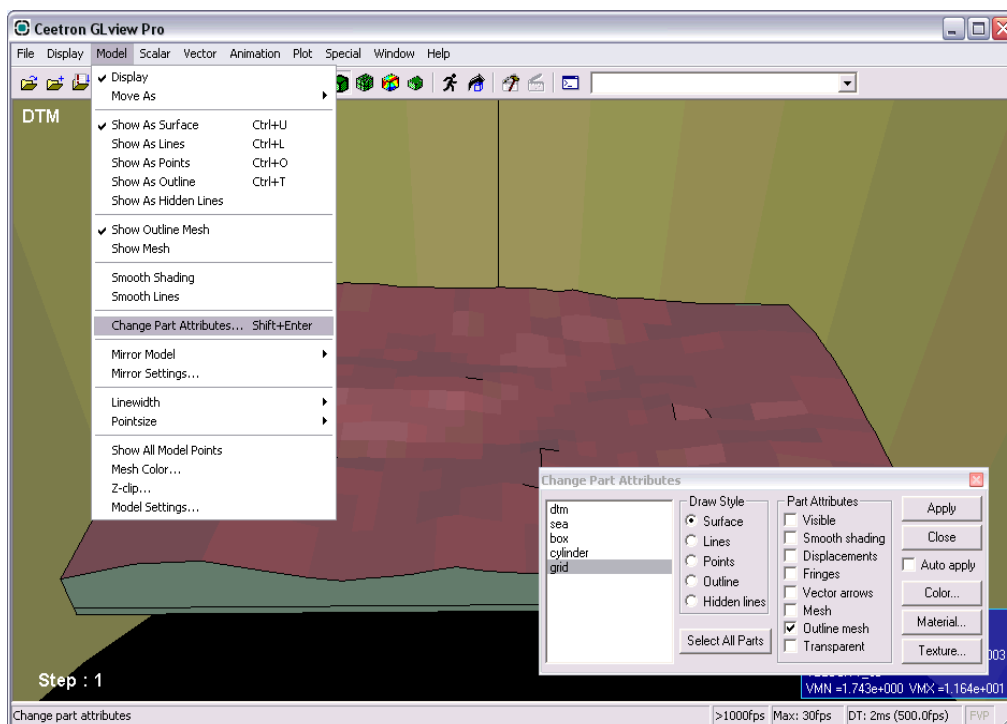 Ceetron GLview Pro
File Display Model Scalar Vector Animation Plot Special Window Help
DTM
Display
Move As
Show As Surface Ctrl+U
Show As Lines Ctrl+L
Show As Points Ctrl+O
Show As Outline Ctrl+T
Show As Hidden Lines
Show Outline Mesh
Show Mesh
Smooth Shading
Smooth Lines
Change Part Attributes... Shift+Enter
Mirror Model
Mirror Settings...
Linewidth
Pointsize
Show All Model Points
Mesh Color...
Z-clip...
Model Settings...
Change Part Attributes
dtm
sea
box
cylinder
grid
Draw Style
Surface
Lines
Points
Outline
Hidden lines
Select All Parts
Part Attributes
Visible
Smooth shading
Displacements
Fringes
Vector arrows
Mesh
Outline mesh
Transparent
Apply
Close
Auto apply
Color...
Material...
Texture...
003
VMN =1.743e+000 VMX =1.164e+001
Step : 1
Change part attributes >1000fps Max: 30fps DT: 2ms (500.0fps) FVP